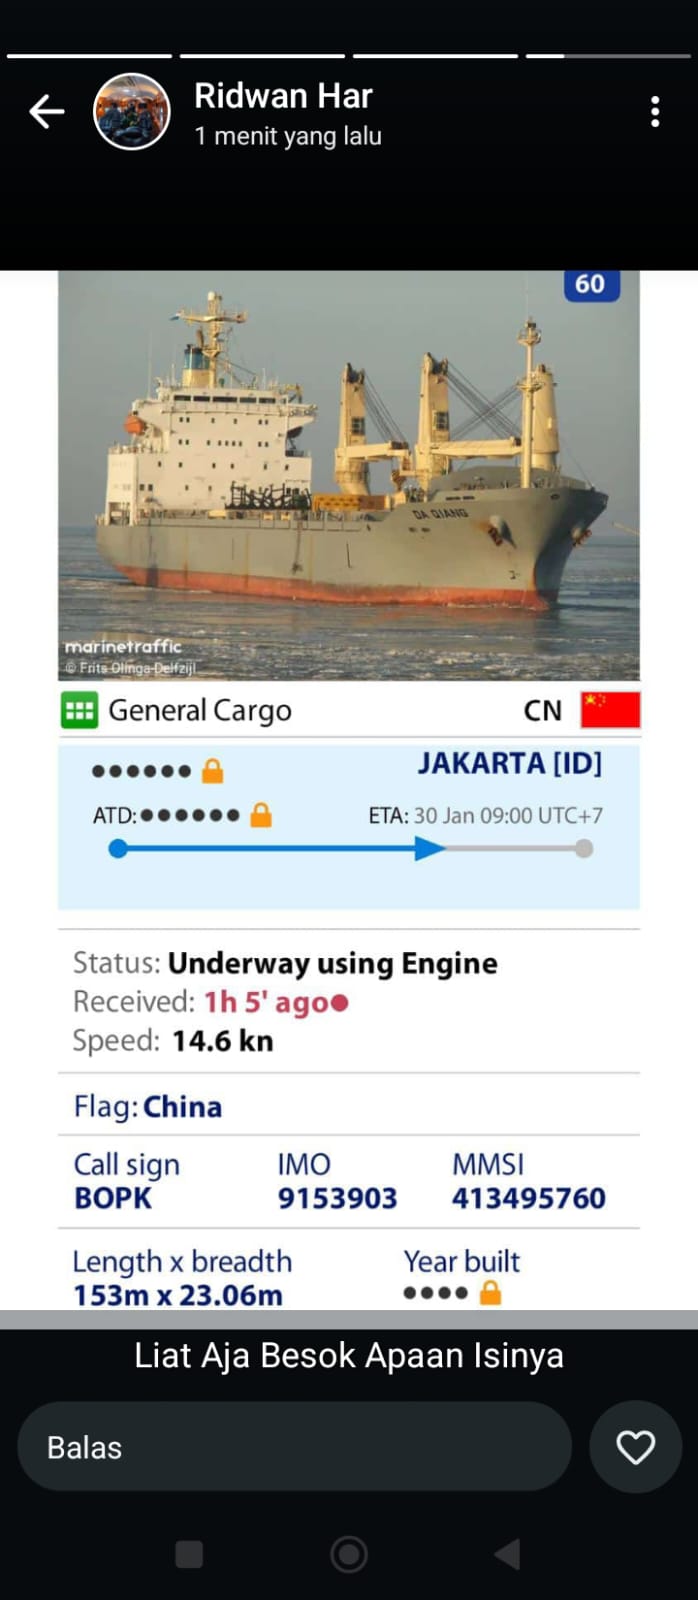 Ridwan Har
1 menit yang lalu
60
DA QIANG
marinetraffic
© Frits Olinga-Delfzijl
General Cargo CN
•••••• JAKARTA [ID]
ATD:•••••• ETA: 30 Jan 09:00 UTC+7
Status: Underway using Engine
Received: 1h 5' ago
Speed: 14.6 kn
Flag: China
Call sign IMO MMSI
BOPK 9153903 413495760
Length x breadth Year built
153m x 23.06m ••••
Liat Aja Besok Apaan Isinya
Balas